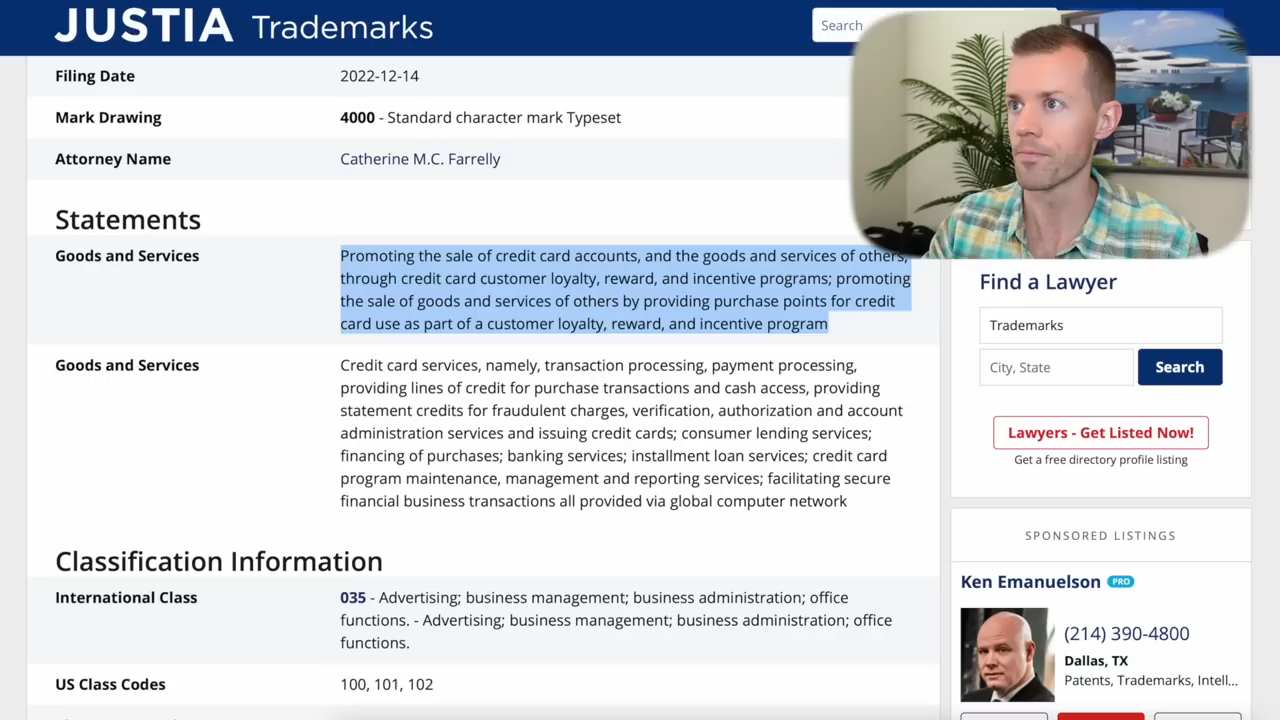 JUSTIA Trademarks
Search
Filing Date 2022-12-14
Mark Drawing 4000 - Standard character mark Typeset
Attorney Name Catherine M.C. Farrelly
Statements
Goods and Services Promoting the sale of credit card accounts, and the goods and services of others,
through credit card customer loyalty, reward, and incentive programs; promoting
the sale of goods and services of others by providing purchase points for credit
card use as part of a customer loyalty, reward, and incentive program
Goods and Services Credit card services, namely, transaction processing, payment processing,
providing lines of credit for purchase transactions and cash access, providing
statement credits for fraudulent charges, verification, authorization and account
administration services and issuing credit cards; consumer lending services;
financing of purchases; banking services; installment loan services; credit card
program maintenance, management and reporting services; facilitating secure
financial business transactions all provided via global computer network
Classification Information
International Class 035 - Advertising; business management; business administration; office
functions. - Advertising; business management; business administration; office
functions.
US Class Codes 100, 101, 102
Find a Lawyer
Trademarks
City, State Search
Lawyers - Get Listed Now!
Get a free directory profile listing
SPONSORED LISTINGS
Ken Emanuelson PRO
(214) 390-4800
Dallas, TX
Patents, Trademarks, Intell...